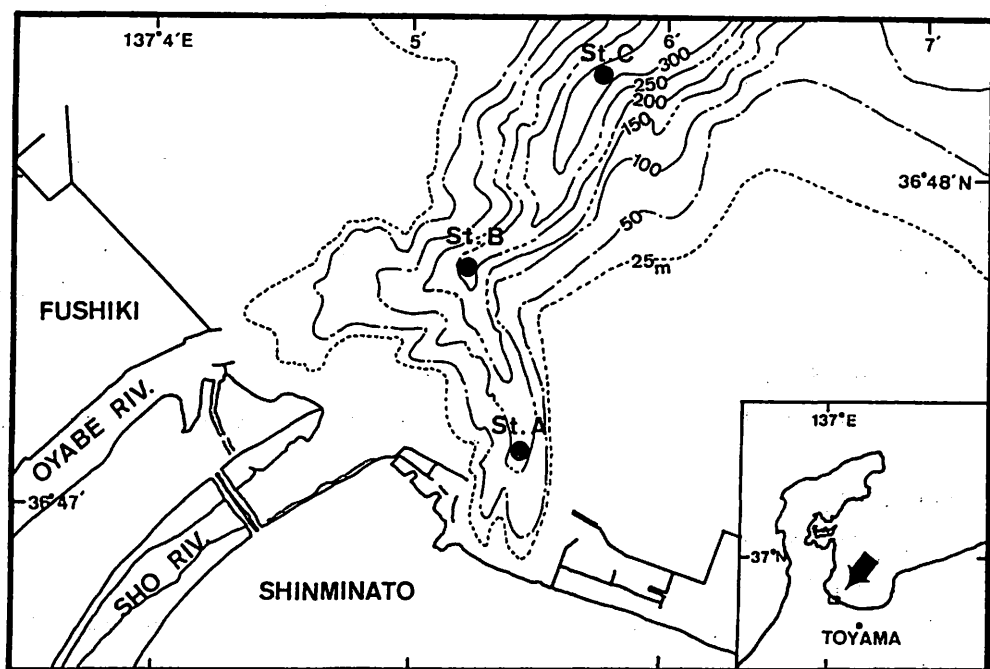 137°4′E
5′
6′
7′
St. C
300
250
200
150
100
36°48′N
50
St. B
25m
FUSHIKI
OYABE RIV.
St. A
137°E
36°47′
SHO RIV.
37°N
SHINMINATO
TOYAMA